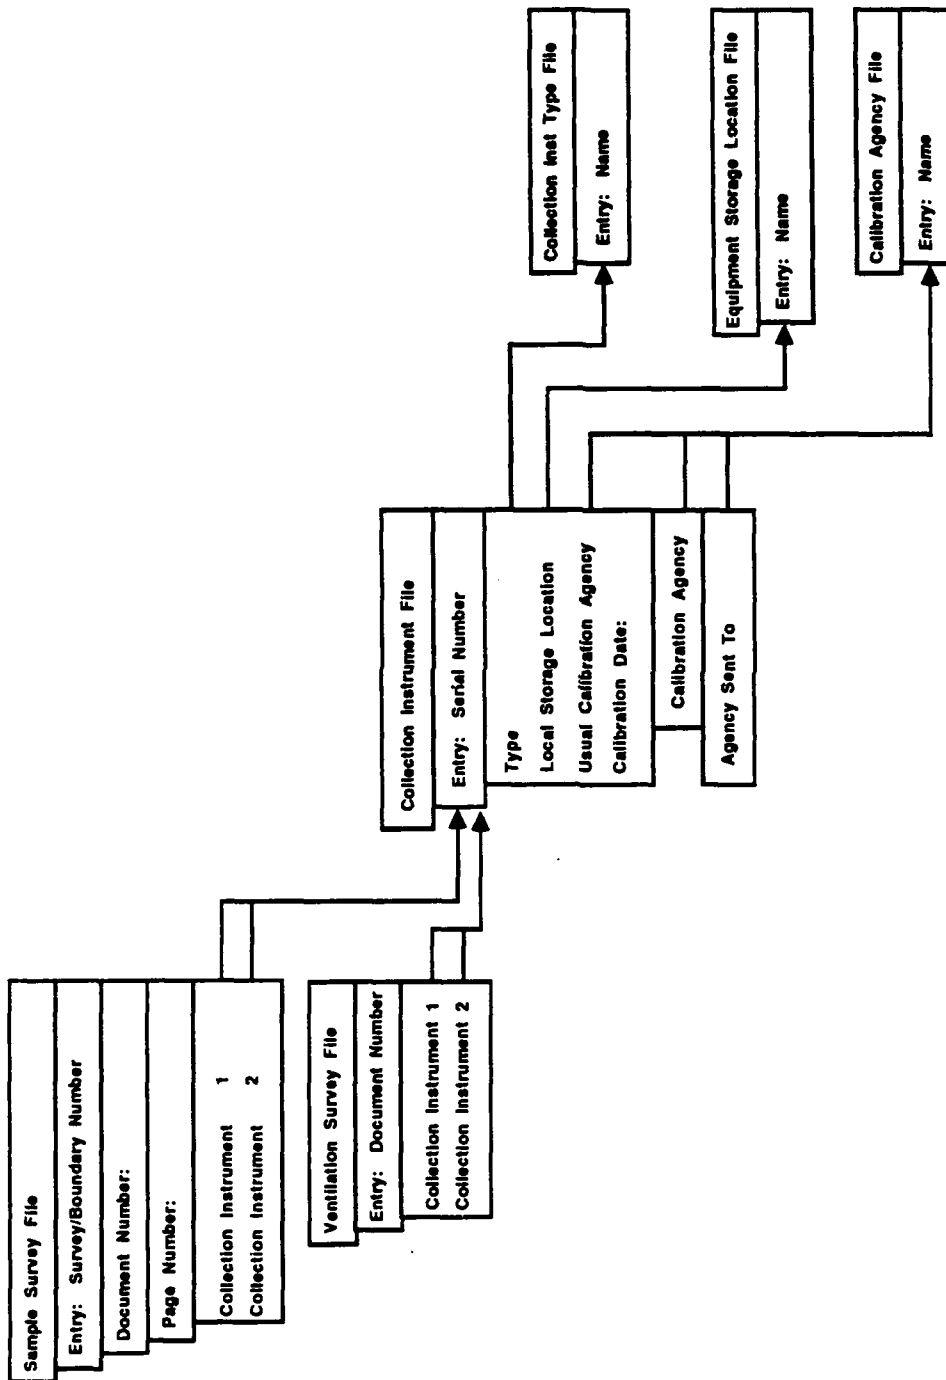 Sample Survey File
Entry: Survey/Boundary Number
Document Number:
Page Number:
Collection Instrument 1
Collection Instrument 2
Ventilation Survey File
Entry: Document Number
Collection Instrument 1
Collection Instrument 2
Collection Instrument File
Entry: Serial Number
Type
Local Storage Location
Usual Calibration Agency
Calibration Date:
Calibration Agency
Agency Sent To
Collection Inst Type File
Entry: Name
Equipment Storage Location File
Entry: Name
Calibration Agency File
Entry: Name